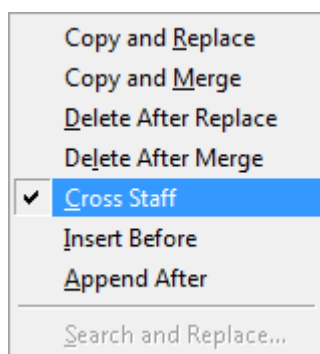 Copy and Replace
Copy and Merge
Delete After Replace
Delete After Merge
Cross Staff
Insert Before
Append After
Search and Replace...